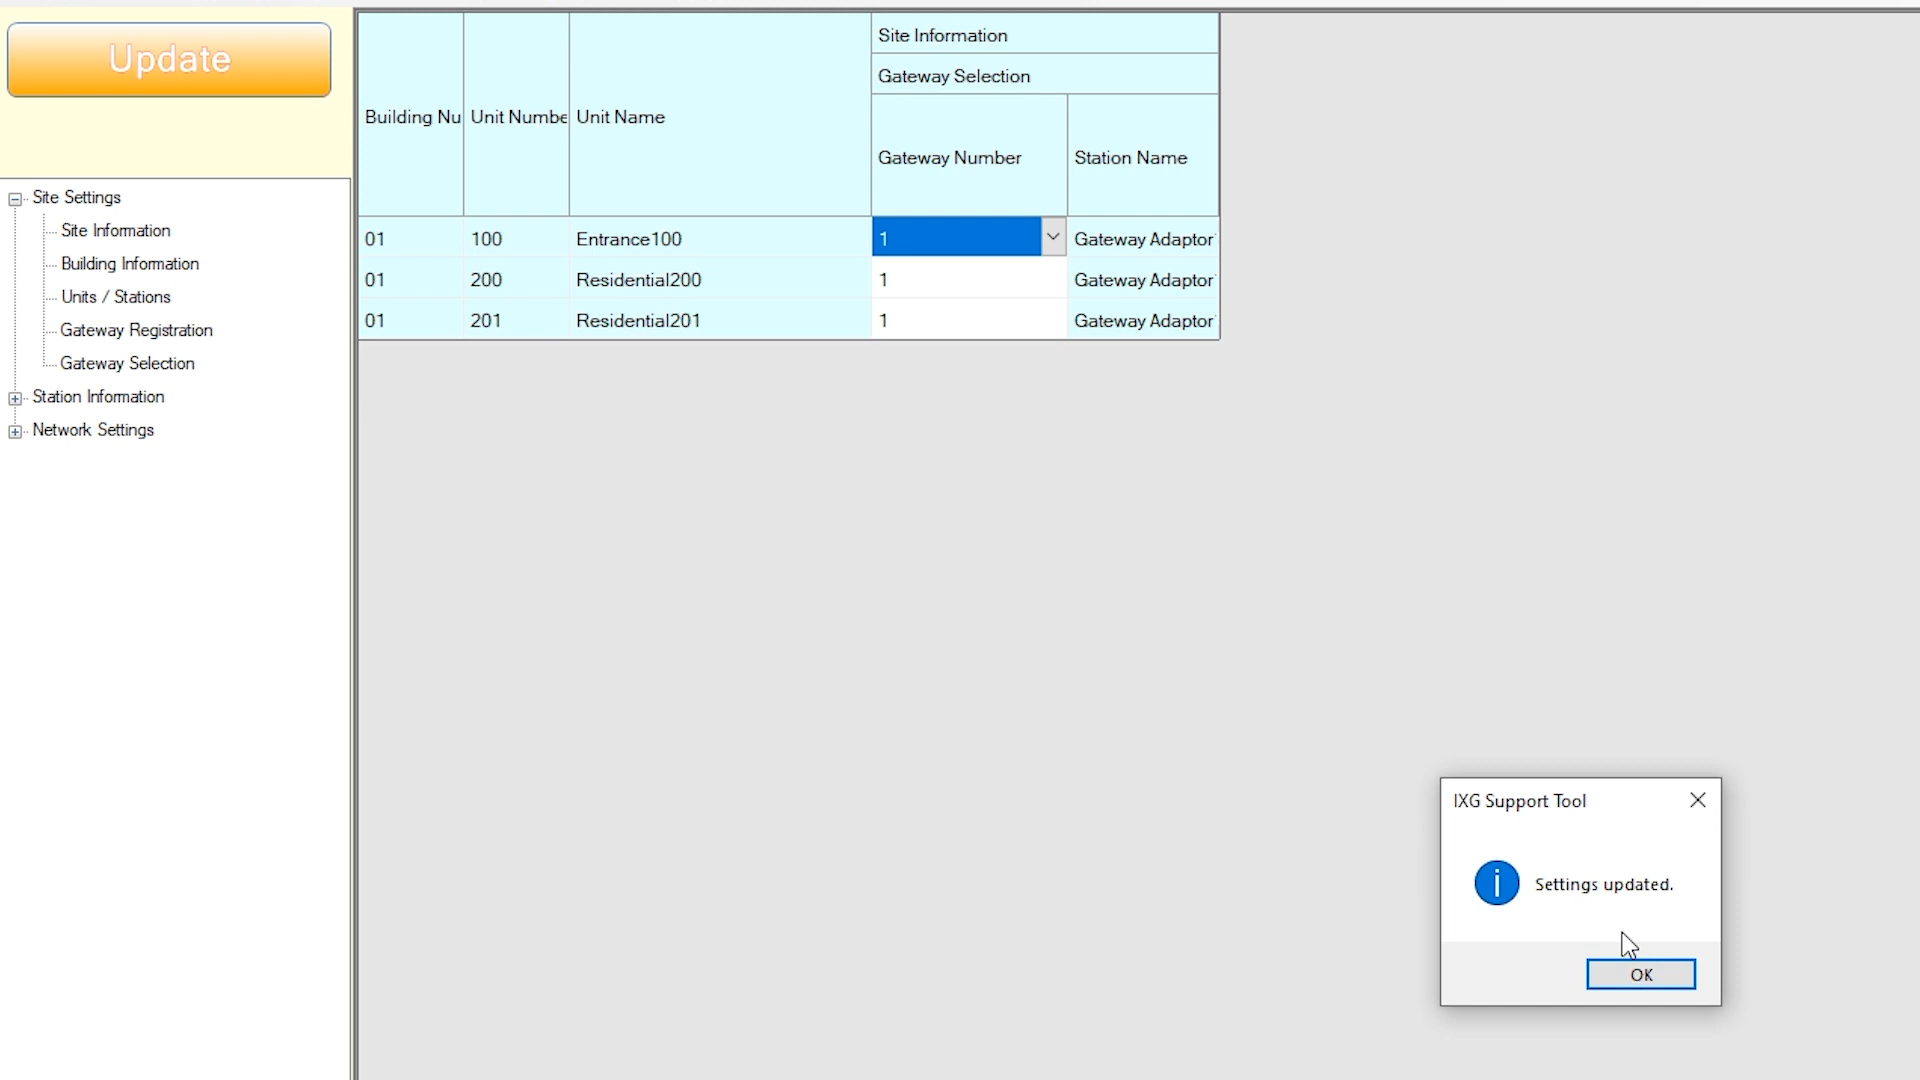 Update
Site Settings
Site Information
Building Information
Units / Stations
Gateway Registration
Gateway Selection
Station Information
Network Settings
Site Information
Gateway Selection
Building Nu Unit Numbe Unit Name Gateway Number Station Name
01 100 Entrance100 1 Gateway Adaptor
01 200 Residential200 1 Gateway Adaptor
01 201 Residential201 1 Gateway Adaptor
IXG Support Tool
Settings updated.
OK